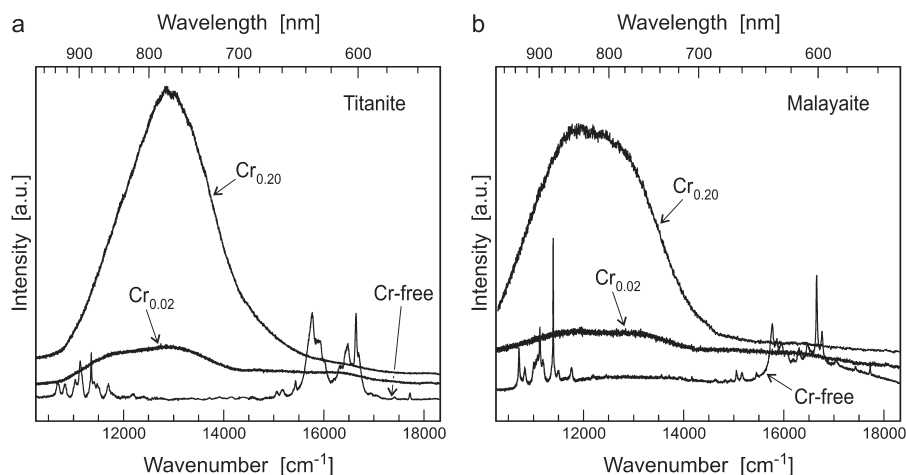 a
Wavelength [nm]
900 800 700 600
Titanite
Cr0.20
Cr0.02
Cr-free
Intensity [a.u.]
12000 14000 16000 18000
Wavenumber [cm-1]
b
Wavelength [nm]
900 800 700 600
Malayaite
Cr0.20
Cr0.02
Cr-free
Intensity [a.u.]
12000 14000 16000 18000
Wavenumber [cm-1]